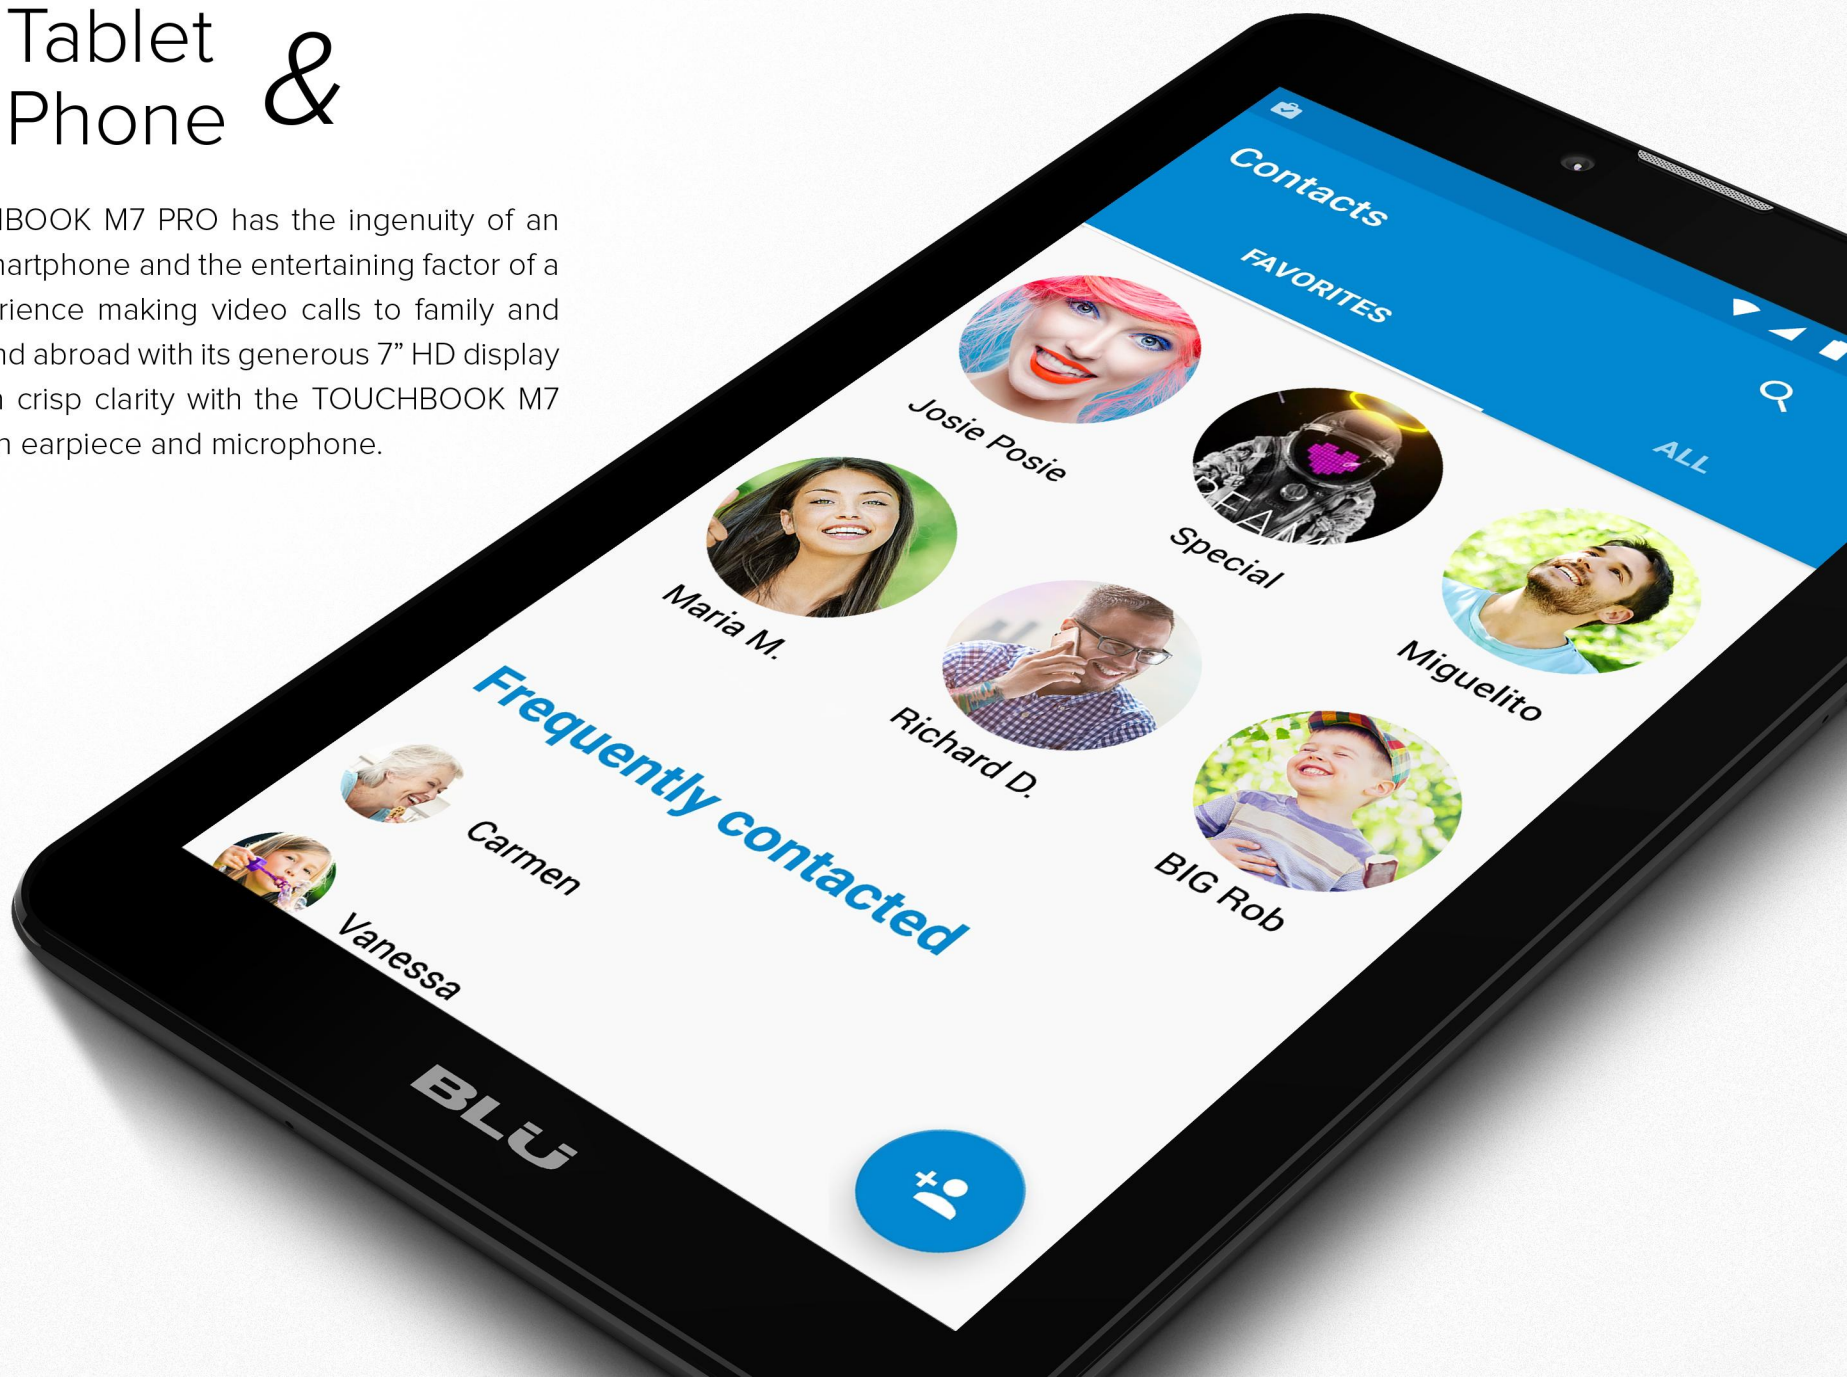 Tablet
Phone &
BOOK M7 PRO has the ingenuity of an
artphone and the entertaining factor of a
rience making video calls to family and
nd abroad with its generous 7” HD display
crisp clarity with the TOUCHBOOK M7
n earpiece and microphone.
Contacts
FAVORITES
ALL
Josie Posie
Special
Miguelito
Maria M.
Richard D.
BIG Rob
Frequently contacted
Carmen
Vanessa
BLU